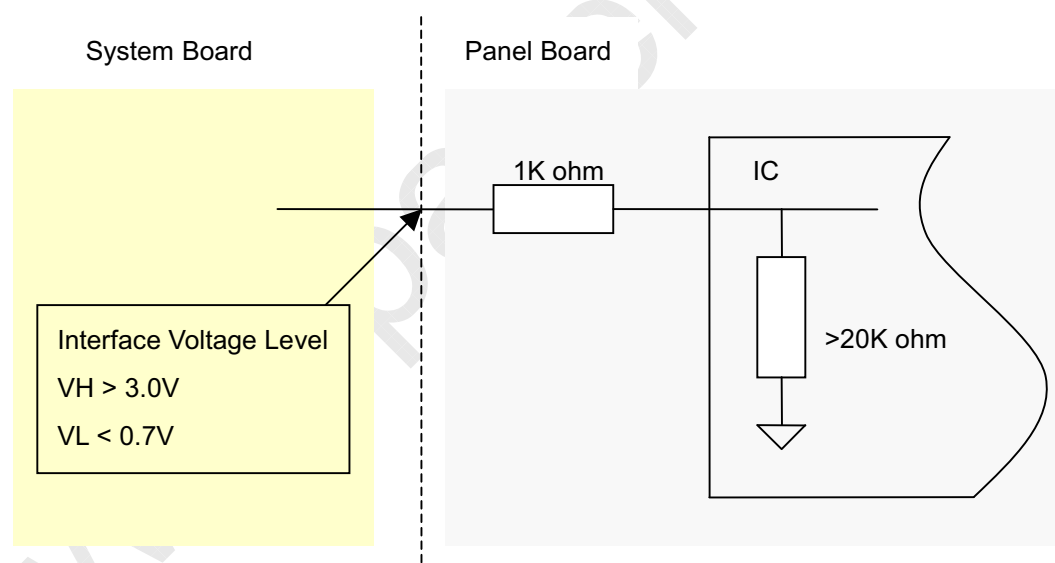 System Board
Panel Board
1K ohm
IC
>20K ohm
Interface Voltage Level
VH > 3.0V
VL < 0.7V